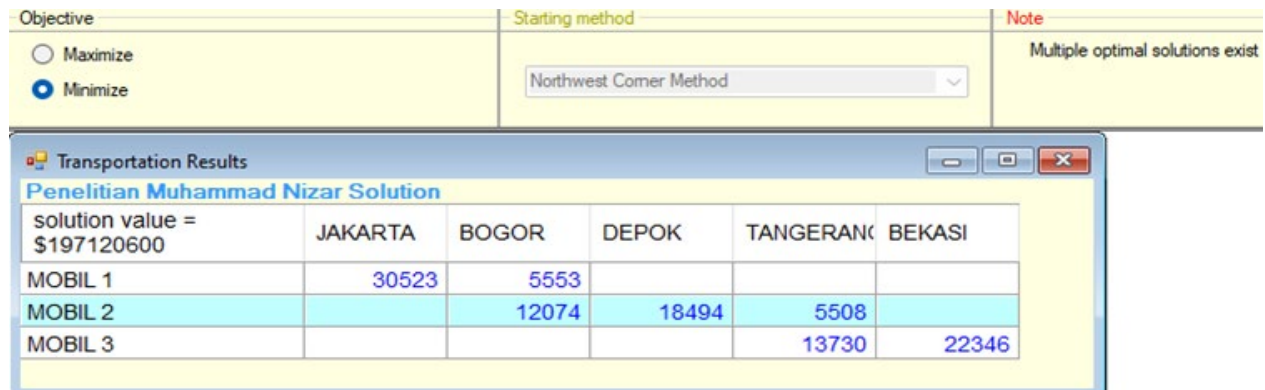 Objective Starting method Note
Maximize Multiple optimal solutions exist
Northwest Corner Method
Minimize
Transportation Results
Penelitian Muhammad Nizar Solution
solution value = $197120600 JAKARTA BOGOR DEPOK TANGERANG BEKASI
MOBIL 1 30523 5553
MOBIL 2 12074 18494 5508
MOBIL 3 13730 22346